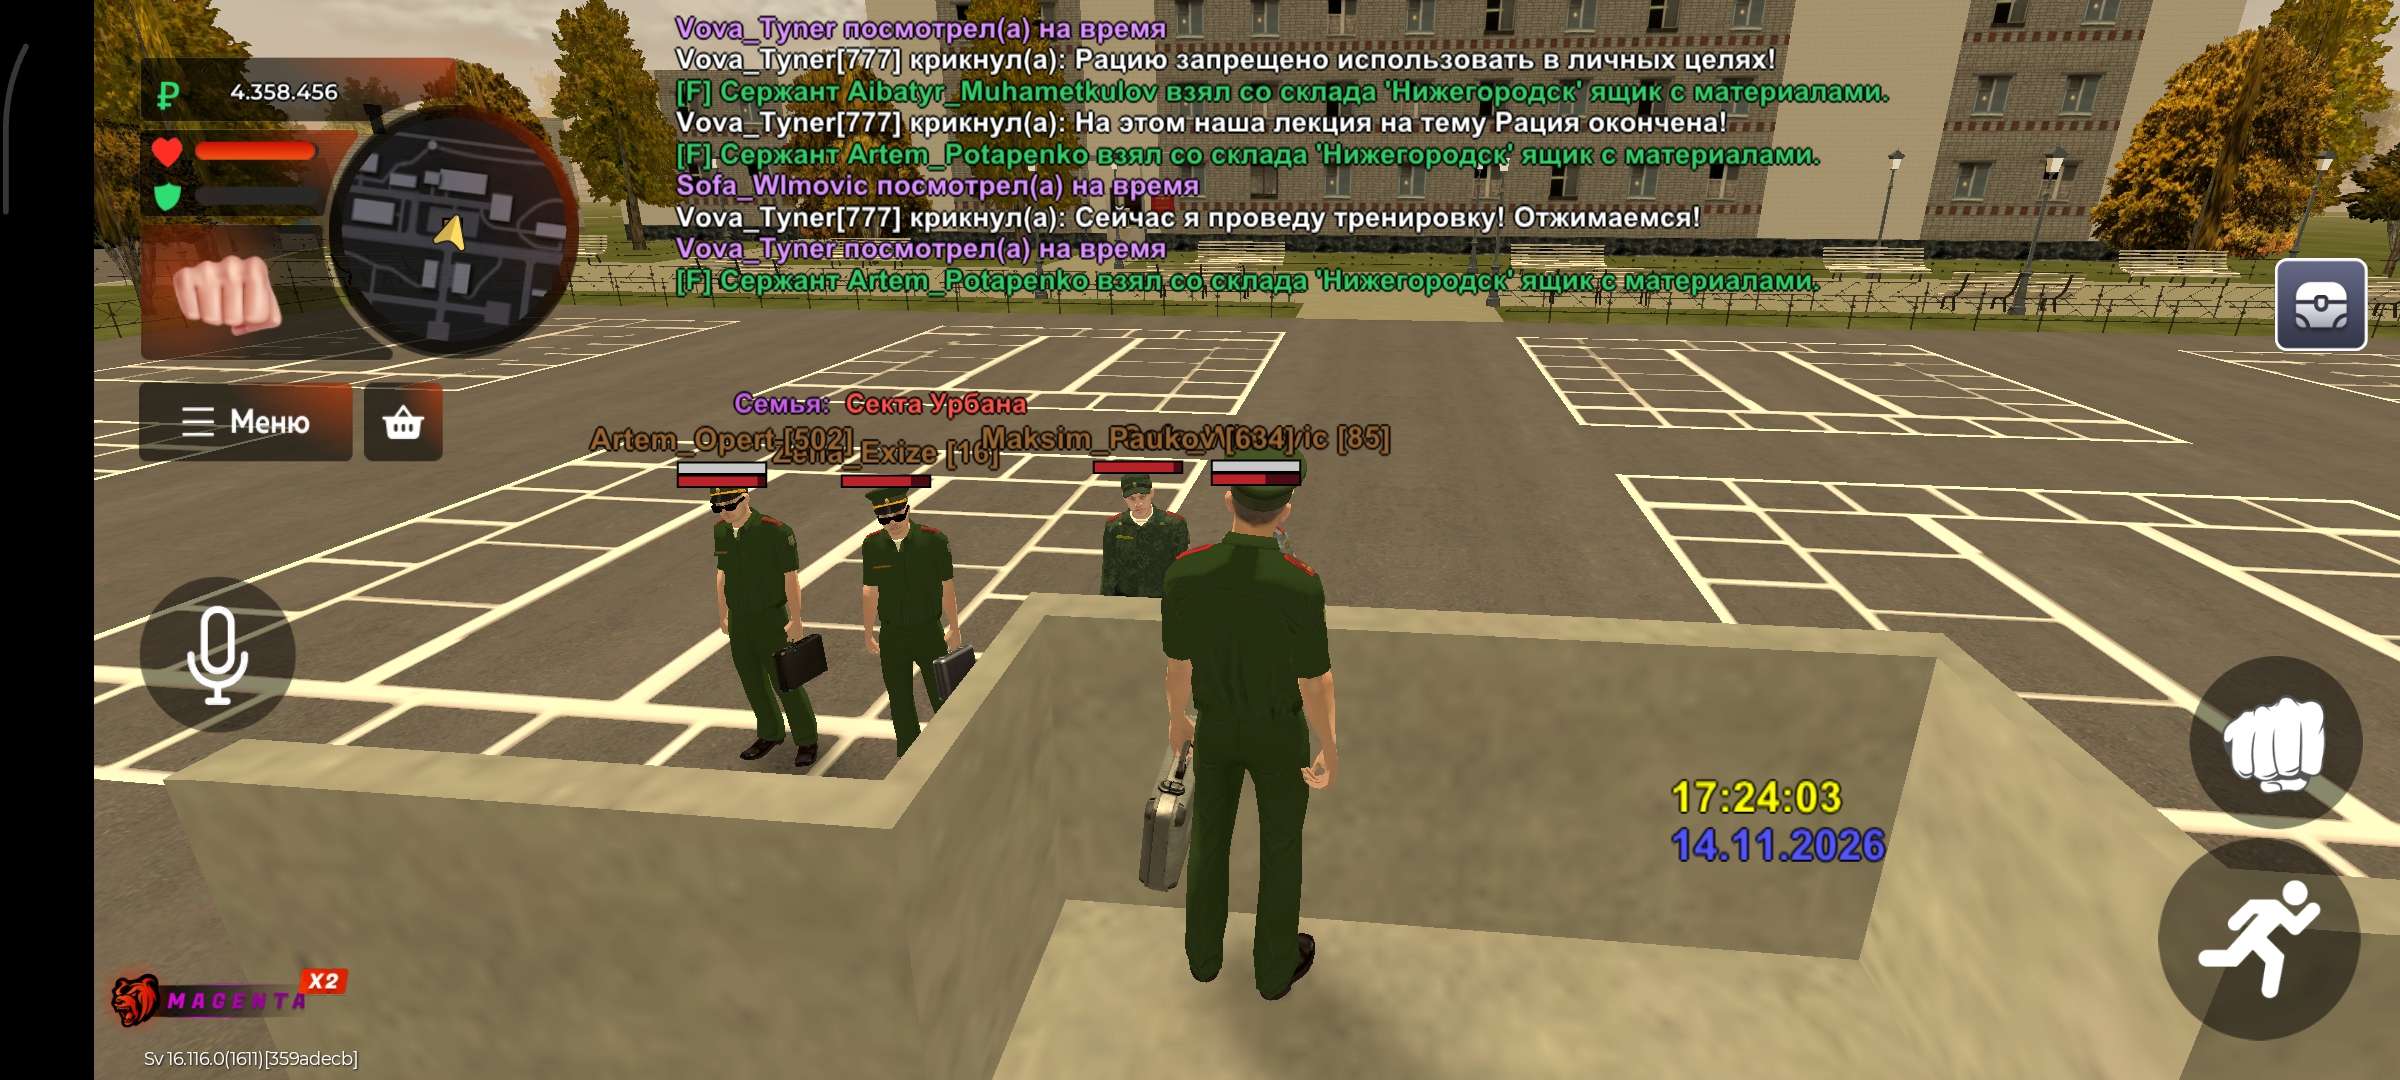 Vova_Tyner посмотрел(а) на время
Vova_Tyner[777] крикнул(а): Рацию запрещено использовать в личных целях!
[F] Сержант Aibatyr_Muhametkulov взял со склада 'Нижегородск' ящик с материалами.
Vova_Tyner[777] крикнул(а): На этом наша лекция на тему Рация окончена!
[F] Сержант Artem_Potapenko взял со склада 'Нижегородск' ящик с материалами.
Sofa_Wlmovic посмотрел(а) на время
Vova_Tyner[777] крикнул(а): Сейчас я проведу тренировку! Отжимаемся!
Vova_Tyner посмотрел(а) на время
[F] Сержант Artem_Potapenko взял со склада 'Нижегородск' ящик с материалами.
₽ 4.358.456
Меню
Семья: Секта Урбана
Artem_Opert [502]
Exize [16]
Maksim_Paukov [634]
[85]
17:24:03
14.11.2026
MAGENTA X2
Sv 16.116.0(1611)[359adecb]